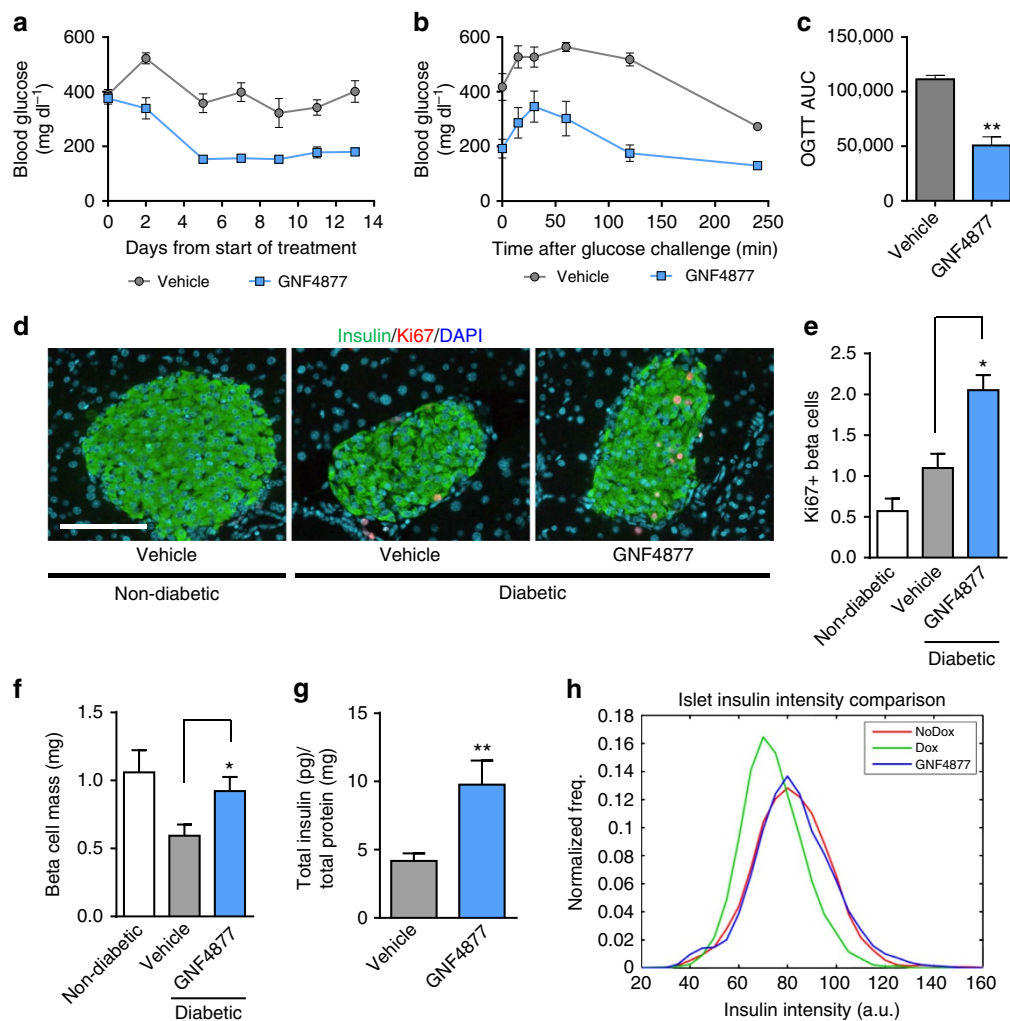 a
600
400
200
0
Blood glucose
(mg dl⁻¹)
0 2 4 6 8 10 12 14
Days from start of treatment
Vehicle GNF4877
b
600
400
200
0
Blood glucose
(mg dl⁻¹)
0 50 100 150 200 250
Time after glucose challenge (min)
Vehicle GNF4877
c
150,000
100,000
50,000
0
OGTT AUC
**
Vehicle
GNF4877
d
Insulin/Ki67/DAPI
Vehicle
Vehicle
GNF4877
Non-diabetic
Diabetic
e
2.5
2.0
1.5
1.0
0.5
0.0
Ki67+ beta cells
*
Non-diabetic
Vehicle
GNF4877
Diabetic
f
1.5
1.0
0.5
0.0
Beta cell mass (mg)
*
Non-diabetic
Vehicle
GNF4877
Diabetic
g
15
10
5
0
Total insulin (pg)/
total protein (mg)
**
Vehicle
GNF4877
h
Islet insulin intensity comparison
0.18
0.16
0.14
0.12
0.1
0.08
0.06
0.04
0.02
0
Normalized freq.
NoDox
Dox
GNF4877
20 40 60 80 100 120 140 160
Insulin intensity (a.u.)